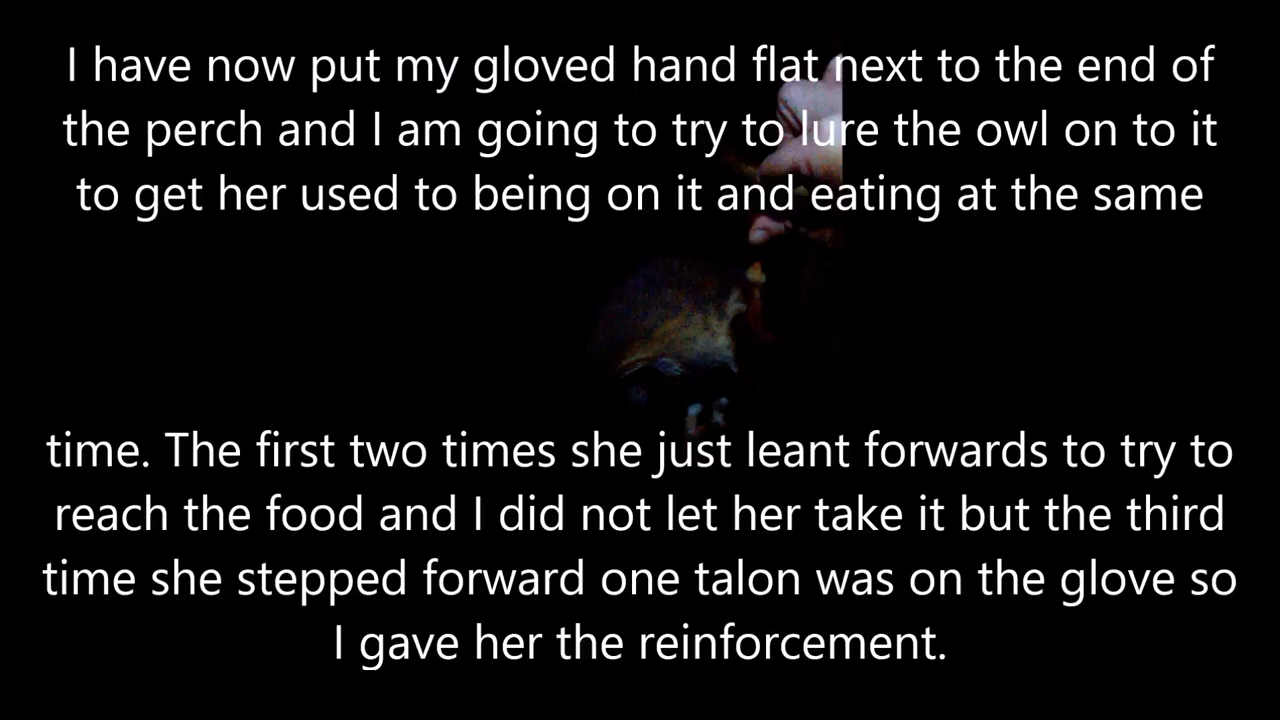 I have now put my gloved hand flat next to the end of
the perch and I am going to try to lure the owl on to it
to get her used to being on it and eating at the same
time. The first two times she just leant forwards to try to
reach the food and I did not let her take it but the third
time she stepped forward one talon was on the glove so
I gave her the reinforcement.